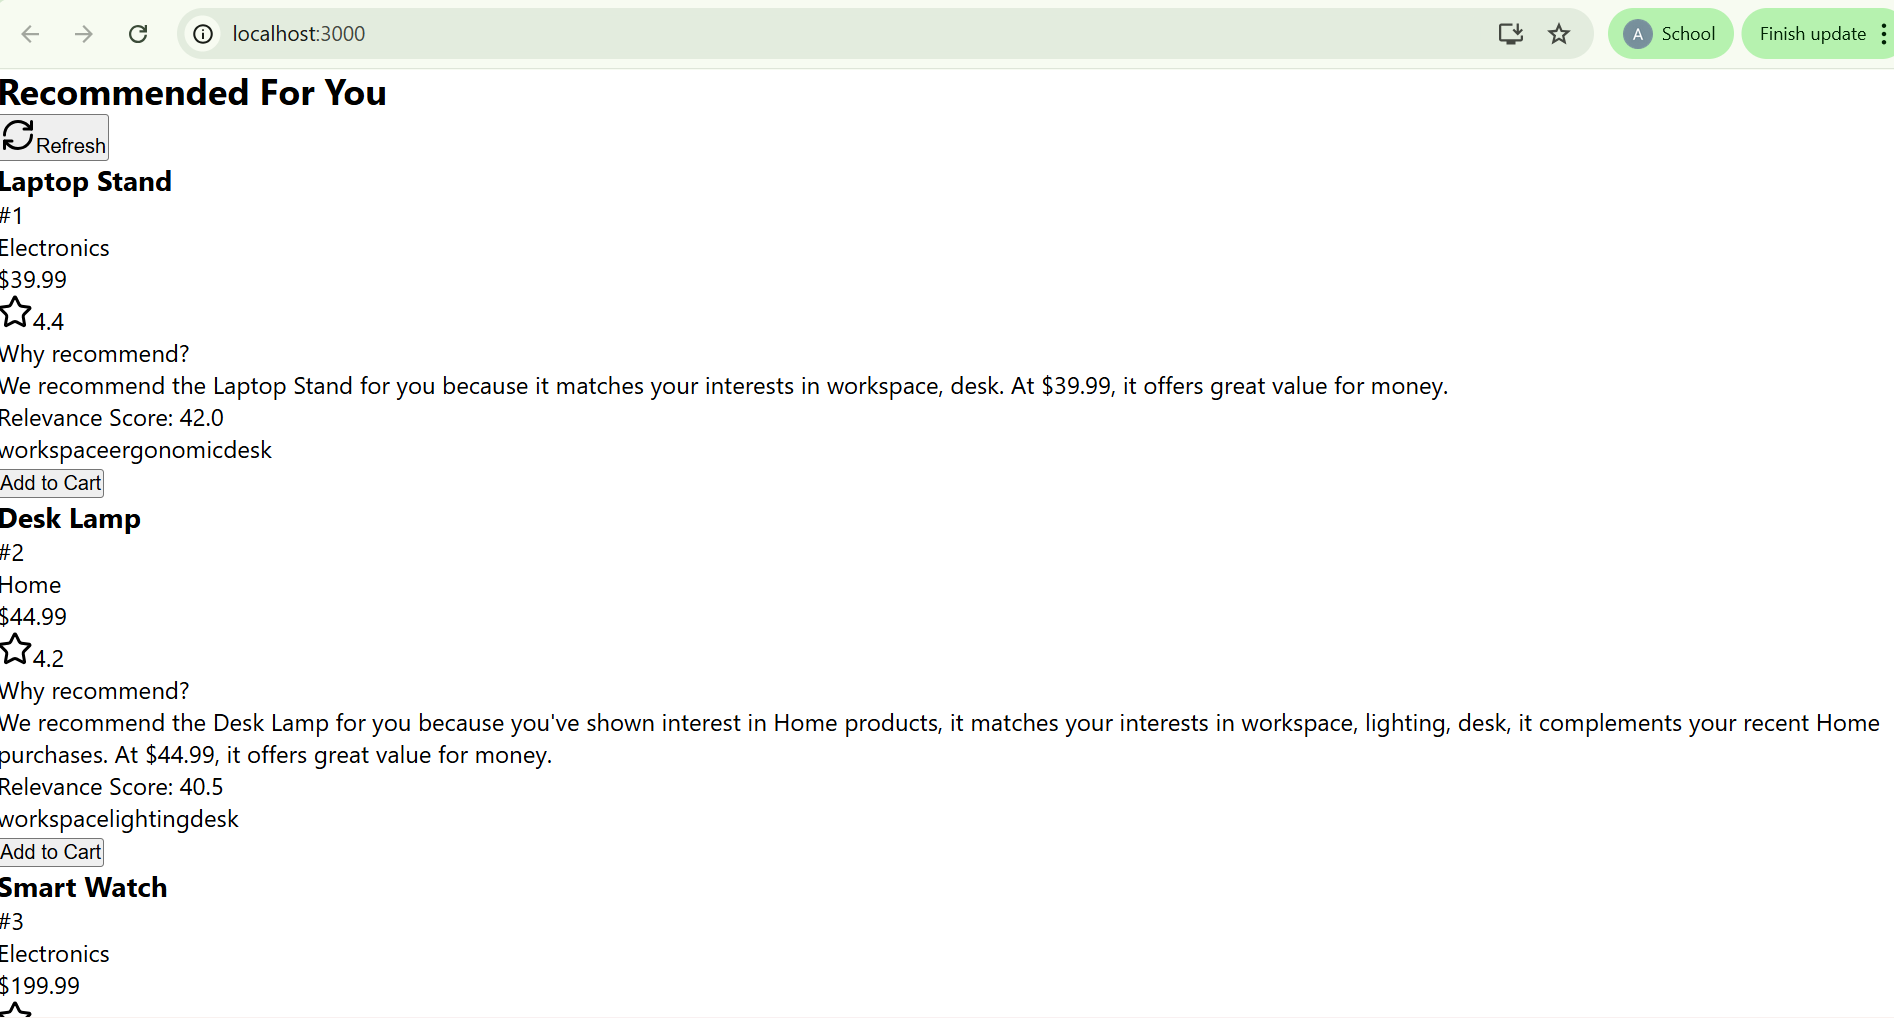 localhost:3000
A School
Finish update
Recommended For You
Refresh
Laptop Stand
#1
Electronics
$39.99
4.4
Why recommend?
We recommend the Laptop Stand for you because it matches your interests in workspace, desk. At $39.99, it offers great value for money.
Relevance Score: 42.0
workspaceergonomicdesk
Add to Cart
Desk Lamp
#2
Home
$44.99
4.2
Why recommend?
We recommend the Desk Lamp for you because you've shown interest in Home products, it matches your interests in workspace, lighting, desk, it complements your recent Home
purchases. At $44.99, it offers great value for money.
Relevance Score: 40.5
workspacelightingdesk
Add to Cart
Smart Watch
#3
Electronics
$199.99